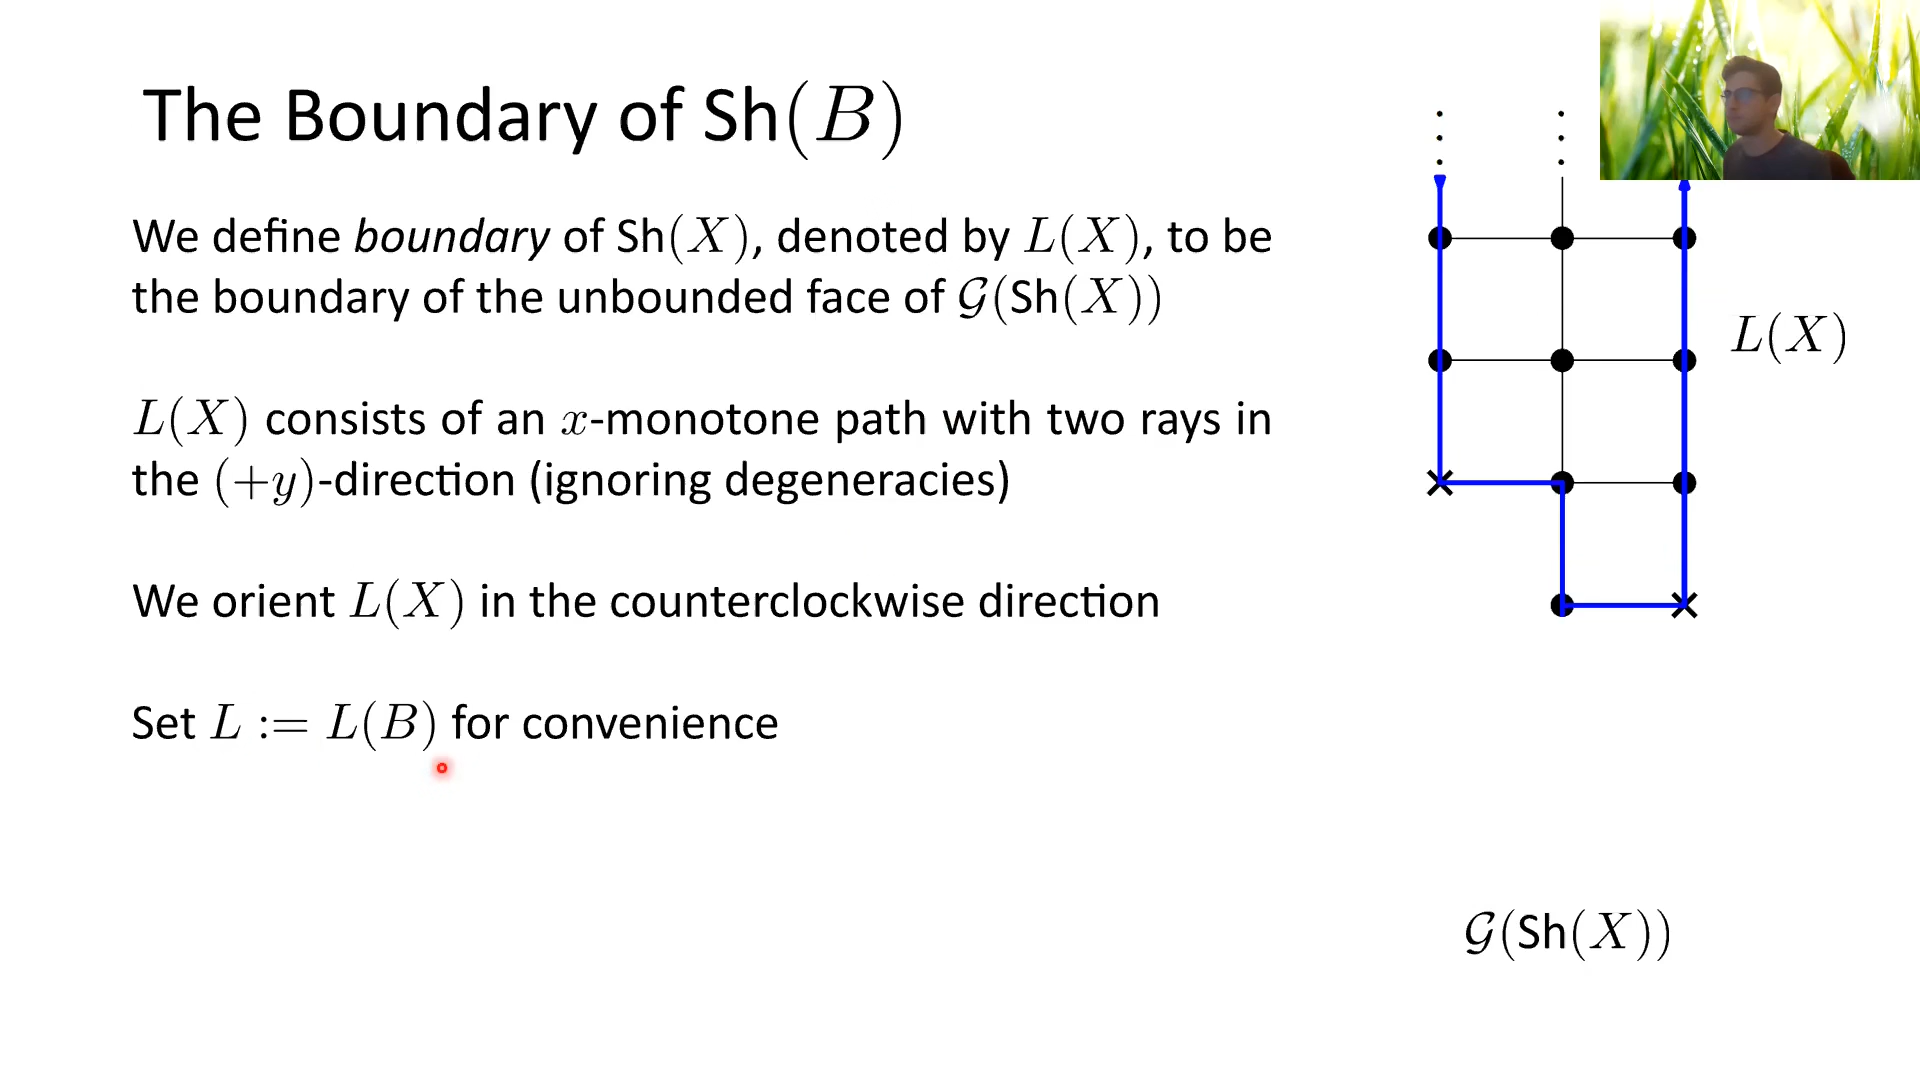 The Boundary of Sh(B)
We define boundary of Sh(X), denoted by L(X), to be
the boundary of the unbounded face of 𝒢(Sh(X))
L(X) consists of an x-monotone path with two rays in
the (+y)-direction (ignoring degeneracies)
We orient L(X) in the counterclockwise direction
Set L := L(B) for convenience
L(X)
𝒢(Sh(X))